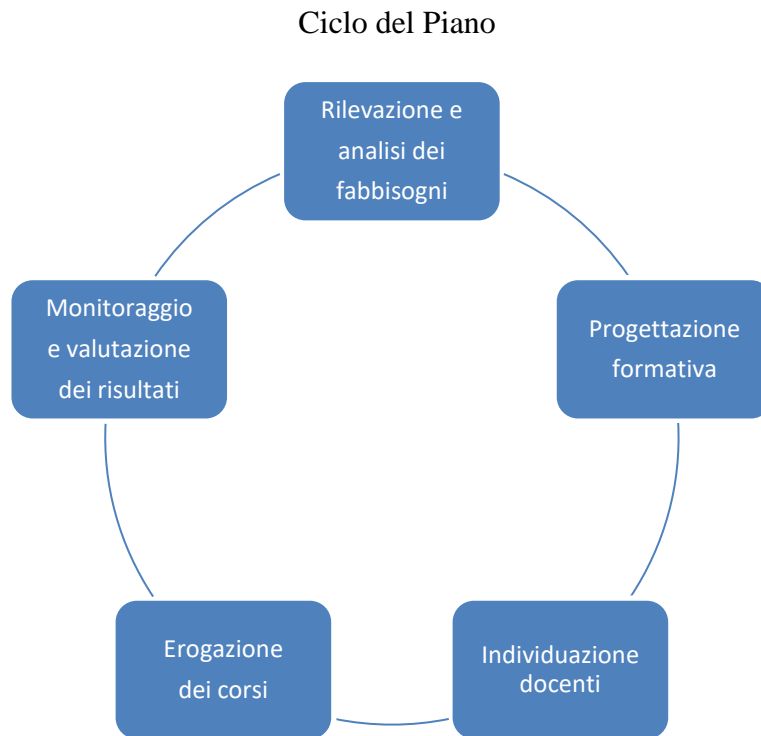 Ciclo del Piano
Rilevazione e
analisi dei
fabbisogni
Progettazione
formativa
Individuazione
docenti
Erogazione
dei corsi
Monitoraggio
e valutazione
dei risultati